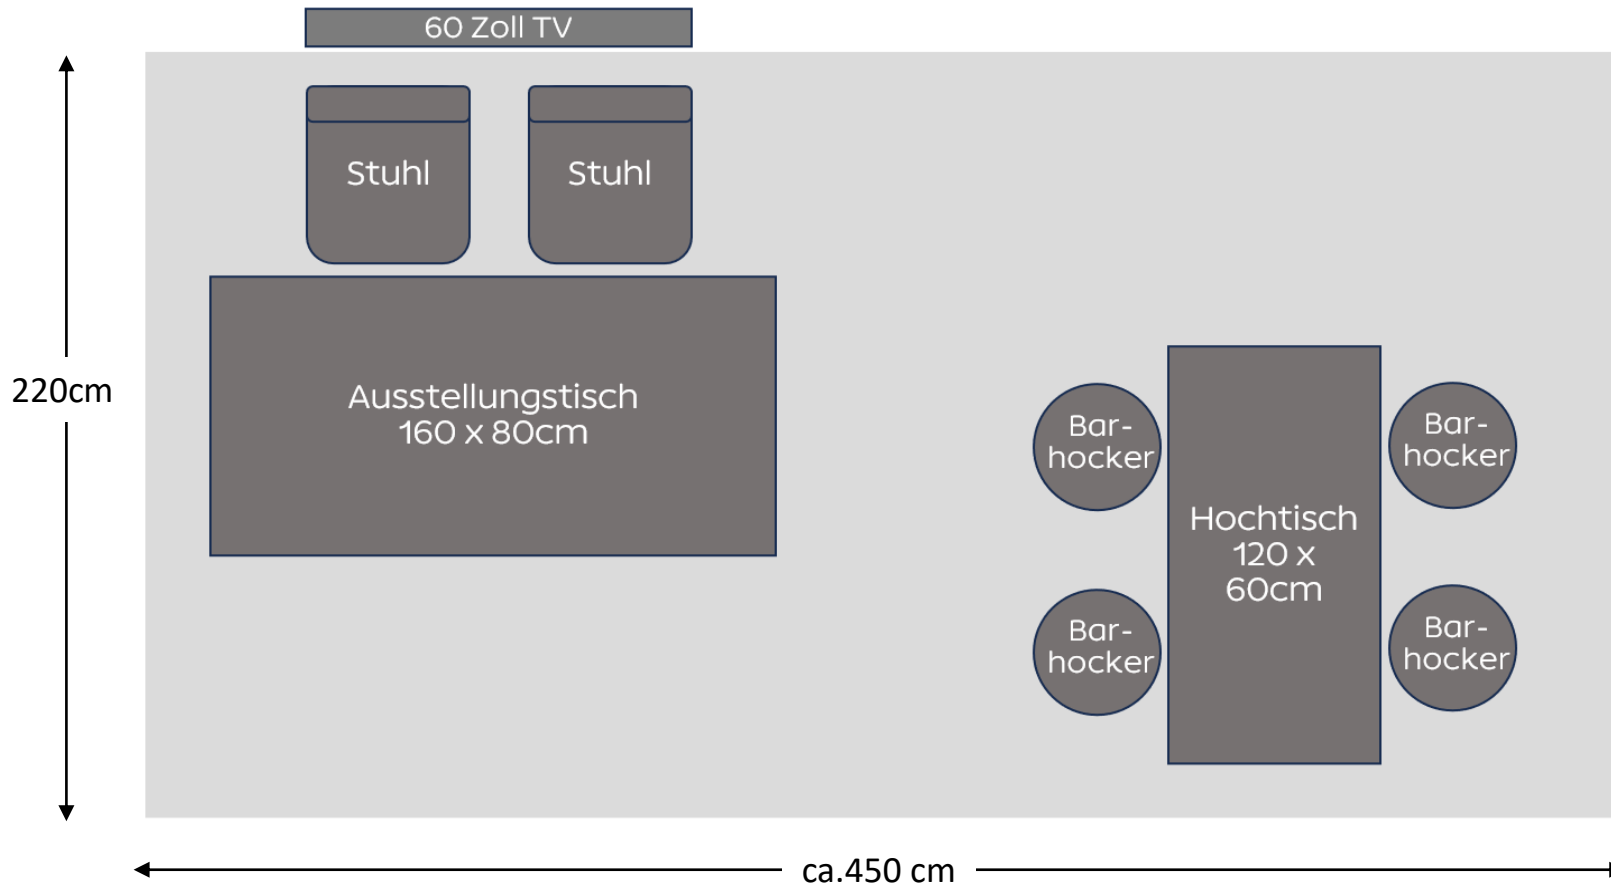 60 Zoll TV
Stuhl
Stuhl
220cm
Ausstellungstisch
160 x 80cm
Bar-
hocker
Bar-
hocker
Hochtisch
120 x
60cm
Bar-
hocker
Bar-
hocker
ca.450 cm